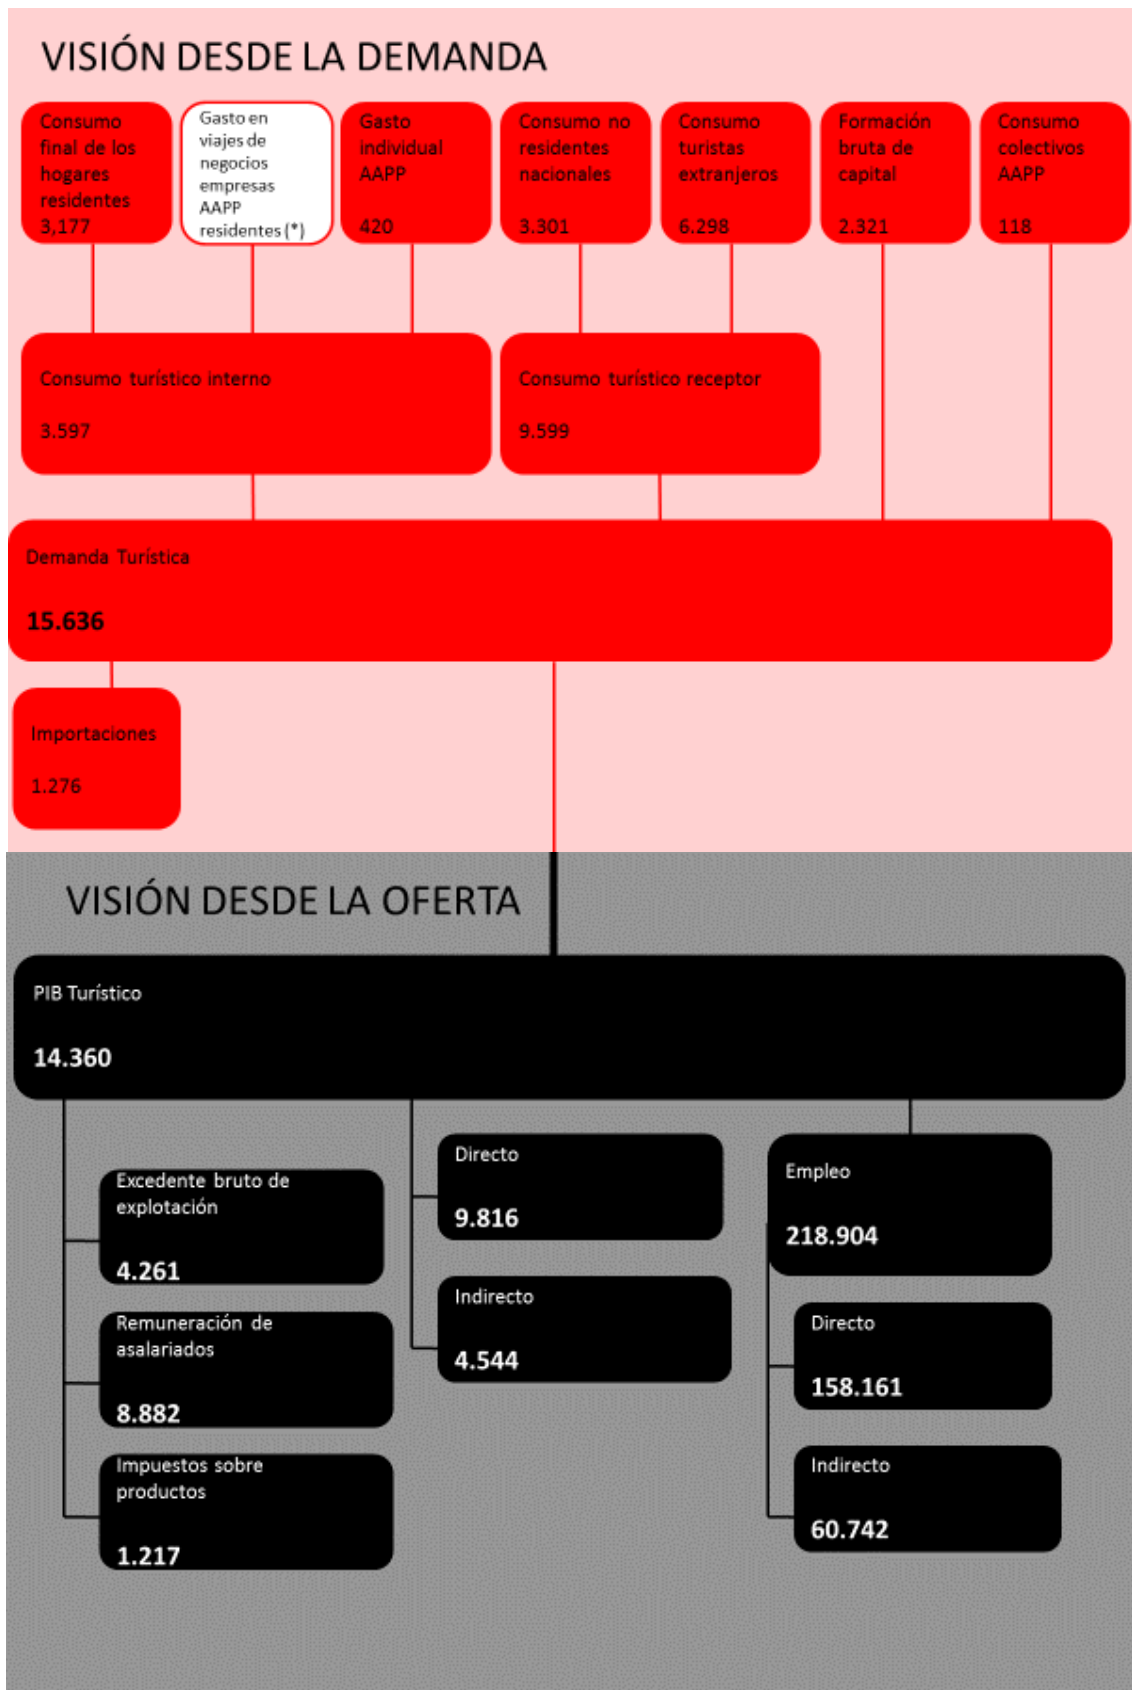 VISIÓN DESDE LA DEMANDA
Consumo
final de los
hogares
residentes
3,177
Gasto en
viajes de
negocios
empresas
AAPP
residentes (*)
Gasto
individual
AAPP
420
Consumo no
residentes
nacionales
3.301
Consumo
turistas
extranjeros
6.298
Formación
bruta de
capital
2.321
Consumo
colectivos
AAPP
118
Consumo turístico interno
3.597
Consumo turístico receptor
9.599
Demanda Turística
15.636
Importaciones
1.276
VISIÓN DESDE LA OFERTA
PIB Turístico
14.360
Excedente bruto de
explotación
4.261
Remuneración de
asalariados
8.882
Impuestos sobre
productos
1.217
Directo
9.816
Indirecto
4.544
Empleo
218.904
Directo
158.161
Indirecto
60.742